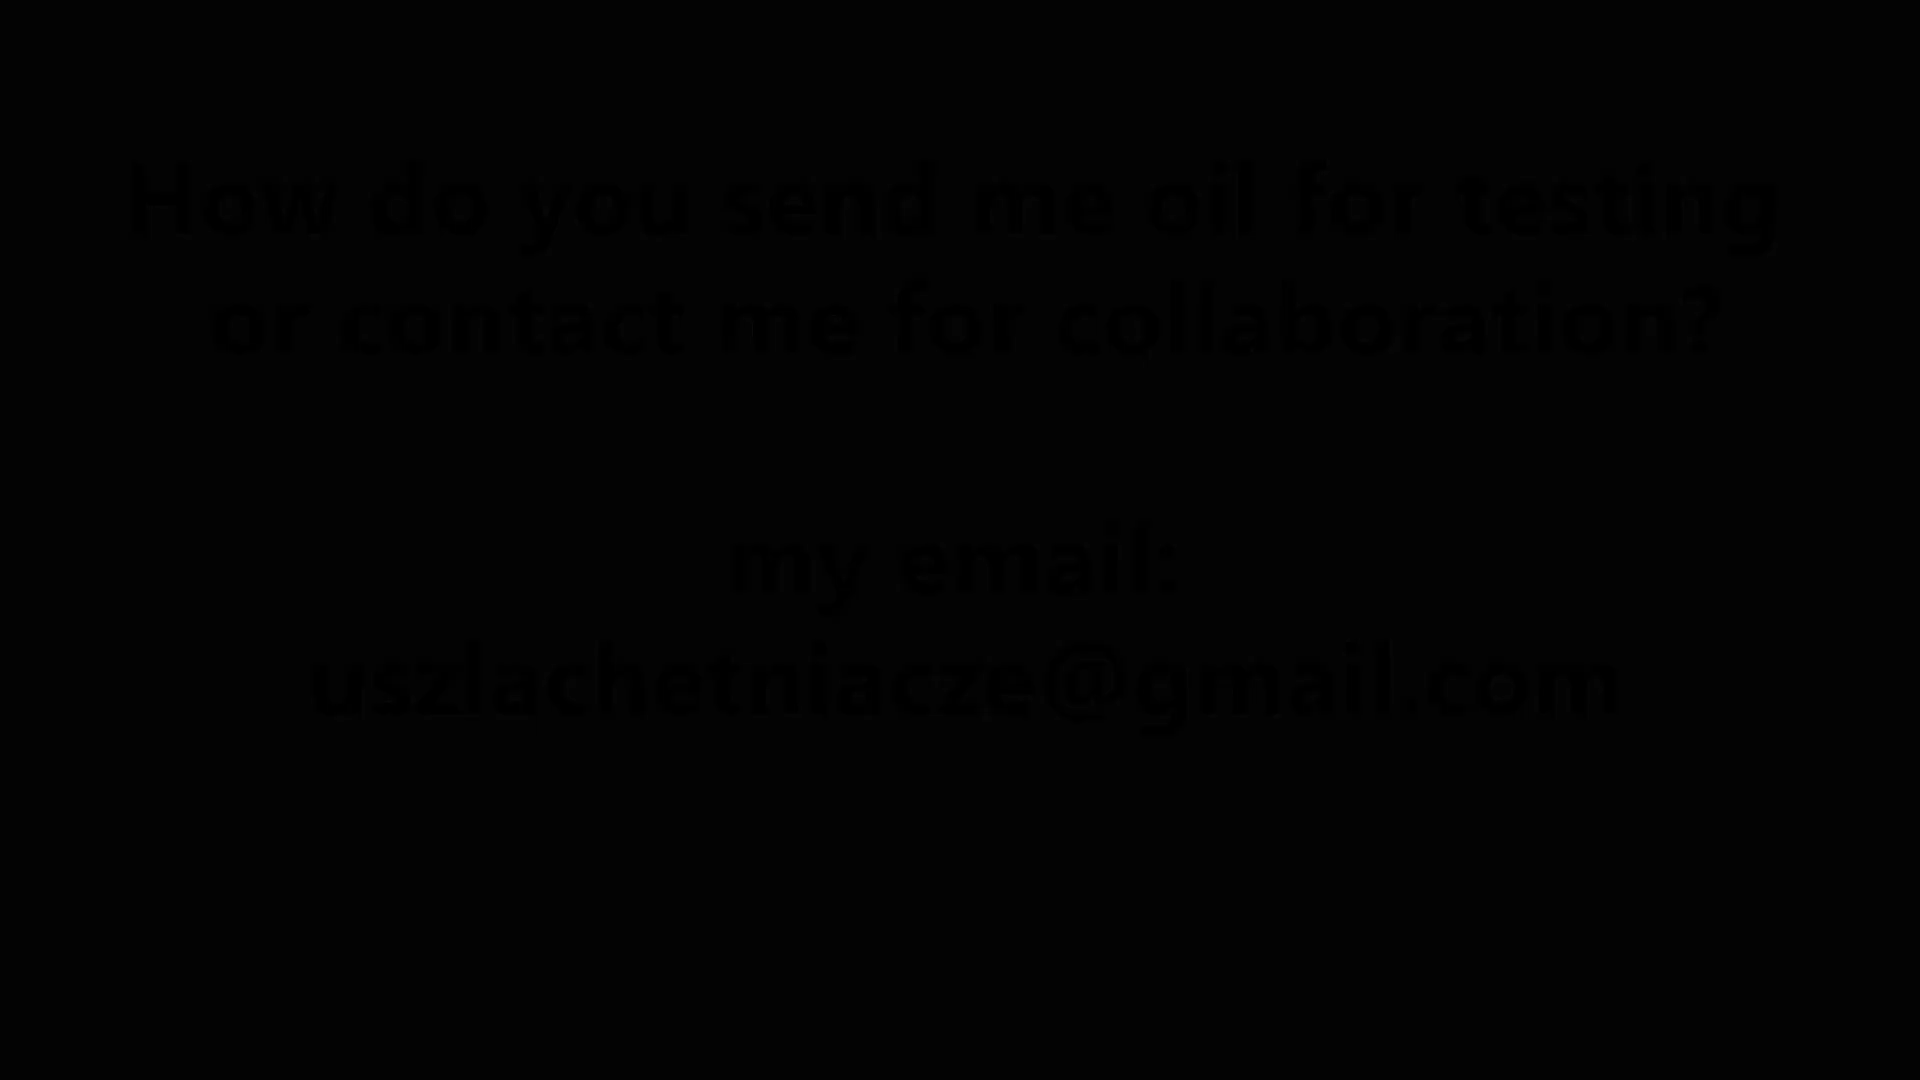 How do you send me oil for testing
or contact me for collaboration?
my email:
uszlachetniacze@gmail.com